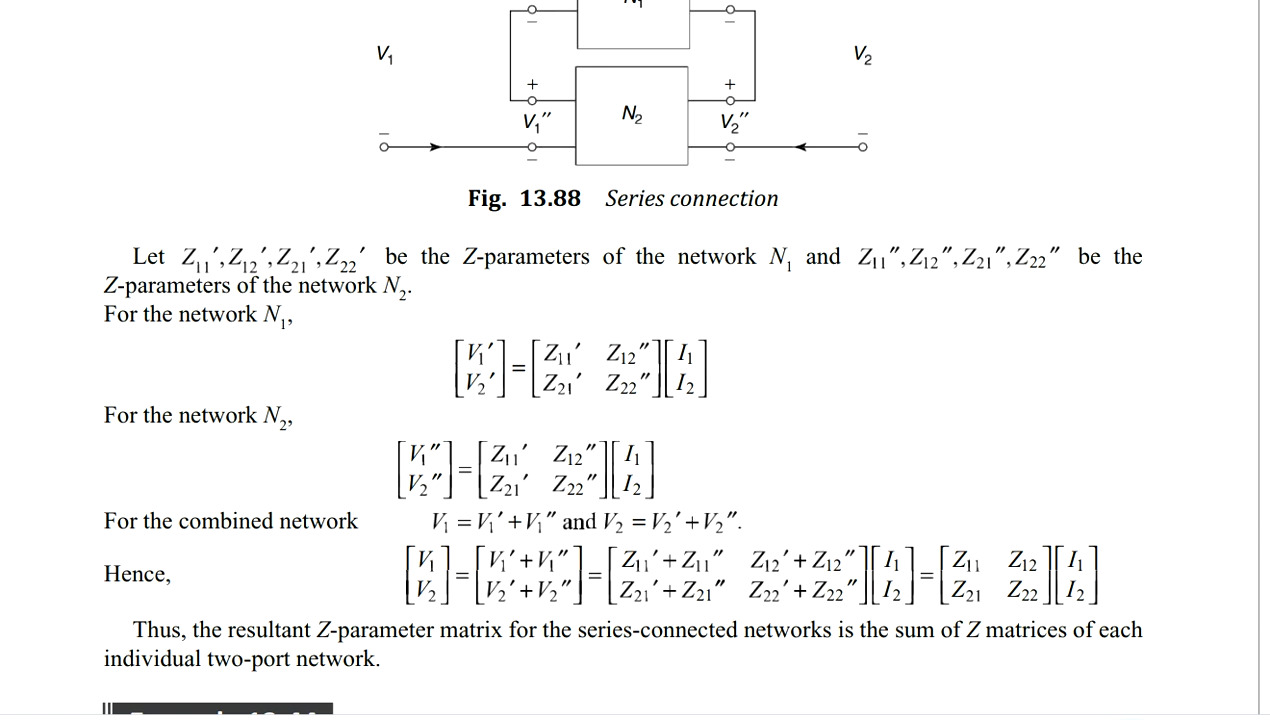 N₁
V₁ V₂
+ +
V₁″ N₂ V₂″
Fig. 13.88 Series connection
Let Z₁₁′, Z₁₂′, Z₂₁′, Z₂₂′ be the Z-parameters of the network N₁ and Z₁₁″, Z₁₂″, Z₂₁″, Z₂₂″ be the
Z-parameters of the network N₂.
For the network N₁,
[V₁′ V₂′] = [Z₁₁′ Z₁₂″ Z₂₁′ Z₂₂″] [I₁ I₂]
For the network N₂,
[V₁″ V₂″] = [Z₁₁′ Z₁₂″ Z₂₁′ Z₂₂″] [I₁ I₂]
For the combined network V₁ = V₁′ + V₁″ and V₂ = V₂′ + V₂″.
Hence, [V₁ V₂] = [V₁′ + V₁″ V₂′ + V₂″] = [Z₁₁′ + Z₁₁″ Z₁₂′ + Z₁₂″ Z₂₁′ + Z₂₁″ Z₂₂′ + Z₂₂″] [I₁ I₂] = [Z₁₁ Z₁₂ Z₂₁ Z₂₂] [I₁ I₂]
Thus, the resultant Z-parameter matrix for the series-connected networks is the sum of Z matrices of each
individual two-port network.